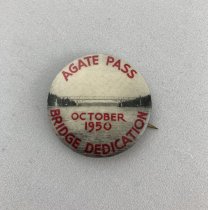 AGATE PASS
OCTOBER
1950
BRIDGE DEDICATION